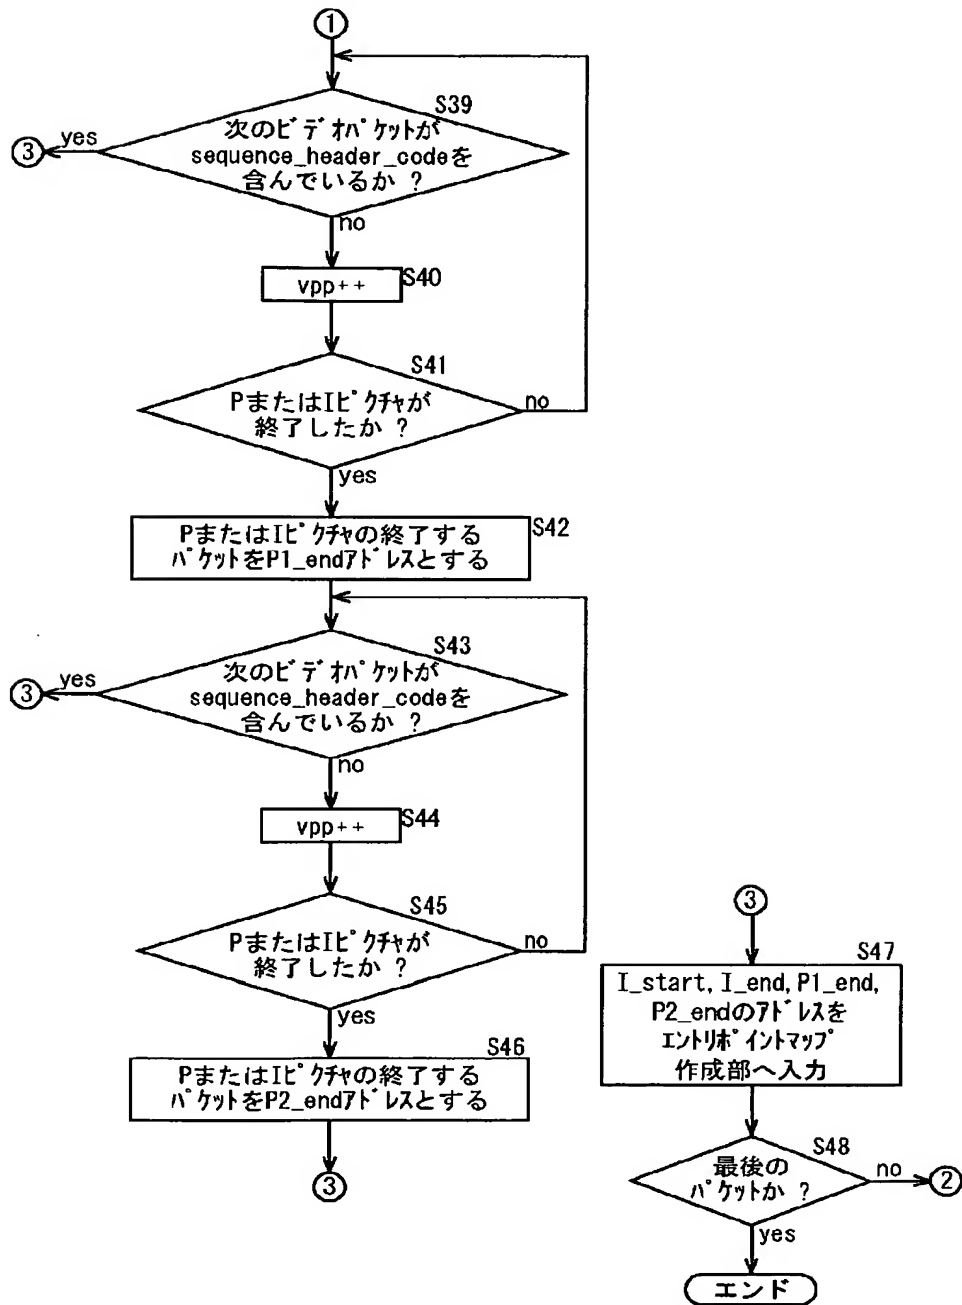 ①
S39
次のビデオパケットが
sequence_header_codeを
含んでいるか ?
yes
③
no
vpp++
S40
S41
PまたはIピクチャが
終了したか ?
no
yes
PまたはIピクチャの終了する
パケットをP1_endアドレスとする
S42
S43
次のビデオパケットが
sequence_header_codeを
含んでいるか ?
yes
③
no
vpp++
S44
S45
PまたはIピクチャが
終了したか ?
no
yes
S46
PまたはIピクチャの終了する
パケットをP2_endアドレスとする
③
③
S47
I_start, I_end, P1_end,
P2_endのアドレスを
エントリポイントマップ
作成部へ入力
S48
最後の
パケットか ?
no
②
yes
エンド